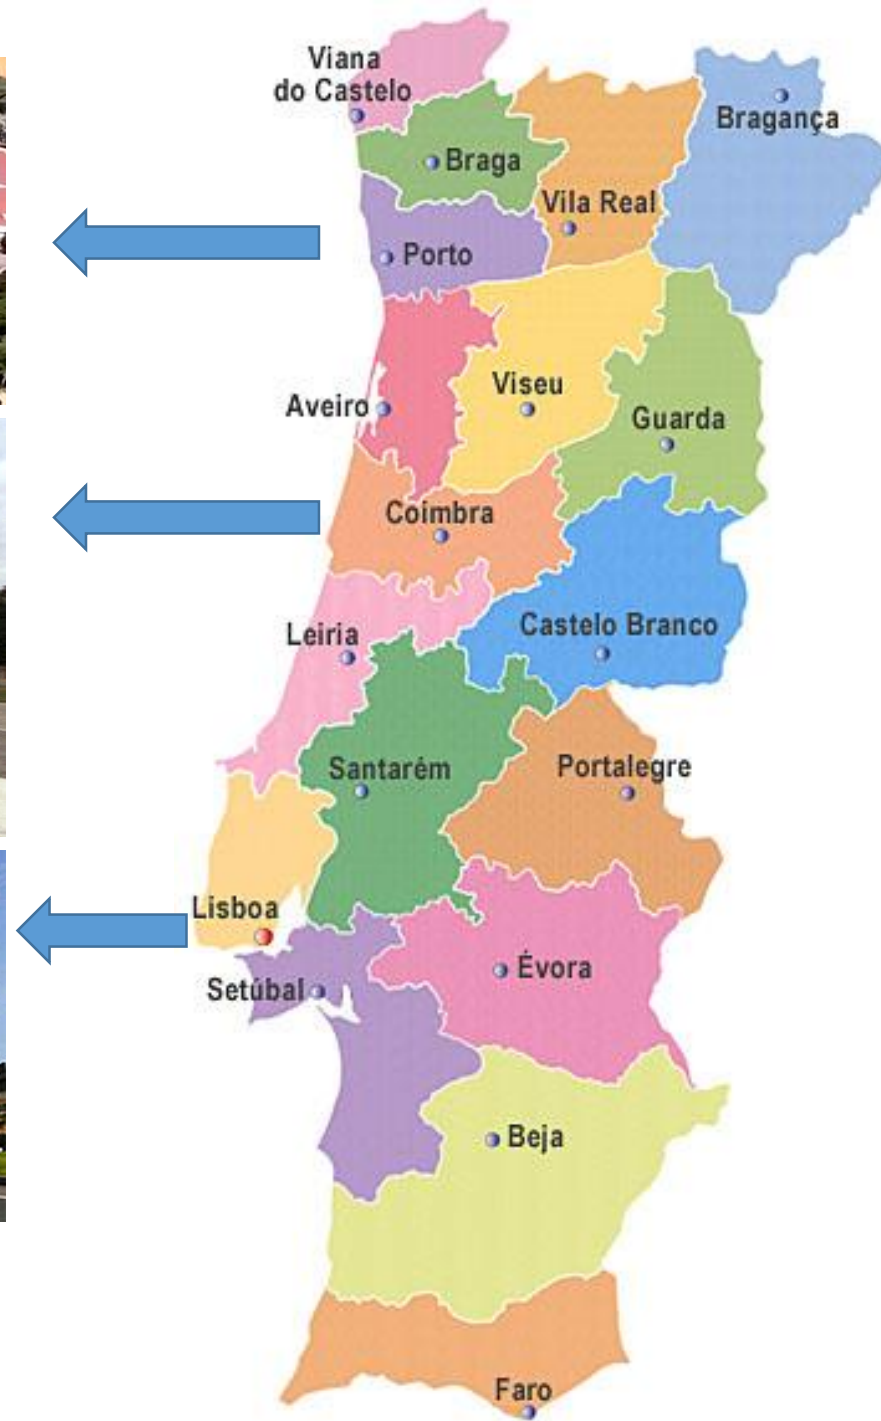 Viana
do Castelo
Bragança
Braga
Vila Real
Porto
Viseu
Aveiro
Guarda
Coimbra
Castelo Branco
Leiria
Santarém
Portalegre
Lisboa
Évora
Setúbal
Beja
Faro